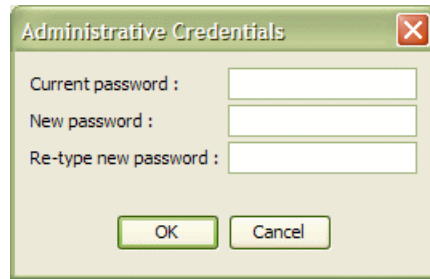 Administrative Credentials
Current password :
New password :
Re-type new password :
OK Cancel